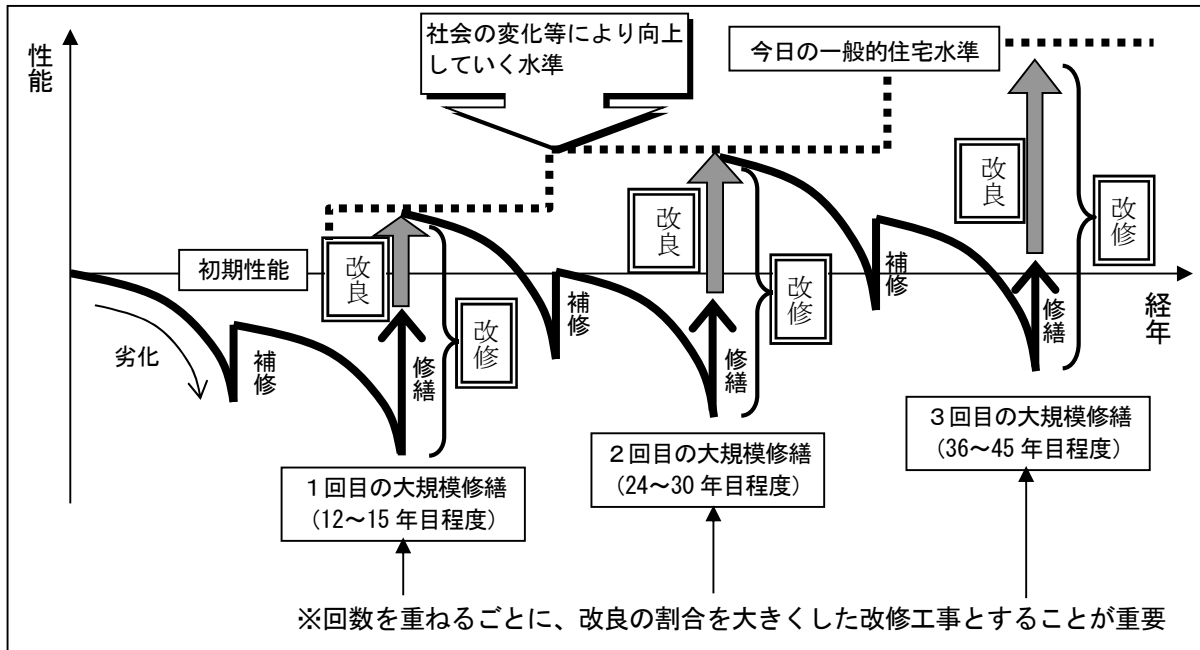 性能
社会の変化等により向上
していく水準
今日の一般的住宅水準
初期性能
改良
改修
改良
改修
改良
改修
劣化
補修
修繕
補修
修繕
補修
修繕
経年
1回目の大規模修繕
(12～15年目程度)
2回目の大規模修繕
(24～30年目程度)
3回目の大規模修繕
(36～45年目程度)
※回数を重ねるごとに、改良の割合を大きくした改修工事とすることが重要